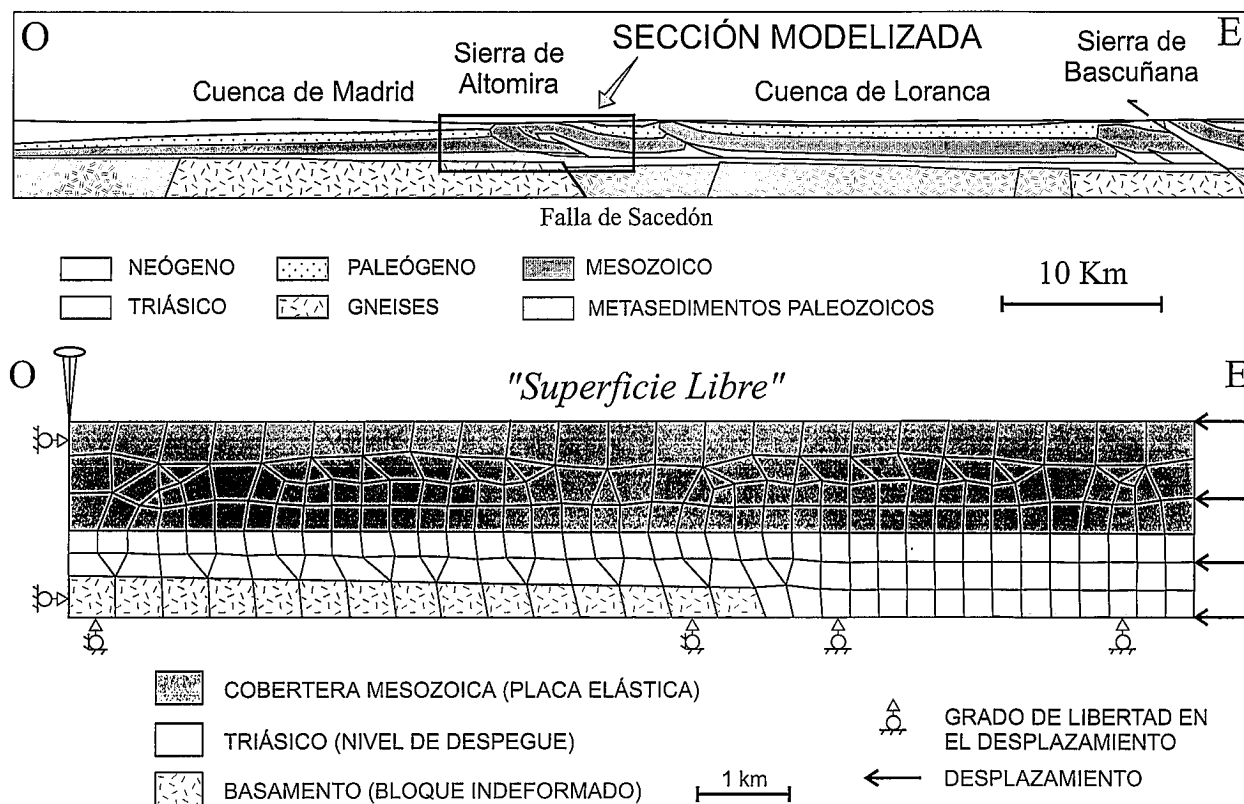 O
SECCIÓN MODELIZADA
E
Sierra de
Altomira
Sierra de
Bascuñana
Cuenca de Madrid
Cuenca de Loranca
Falla de Sacedón
NEÓGENO
PALEÓGENO
MESOZOICO
TRIÁSICO
GNEISES
METASEDIMENTOS PALEOZOICOS
10 Km
O
"Superficie Libre"
E
COBERTERA MESOZOICA (PLACA ELÁSTICA)
TRIÁSICO (NIVEL DE DESPEGUE)
BASAMENTO (BLOQUE INDEFORMADO)
1 km
GRADO DE LIBERTAD EN
EL DESPLAZAMIENTO
DESPLAZAMIENTO